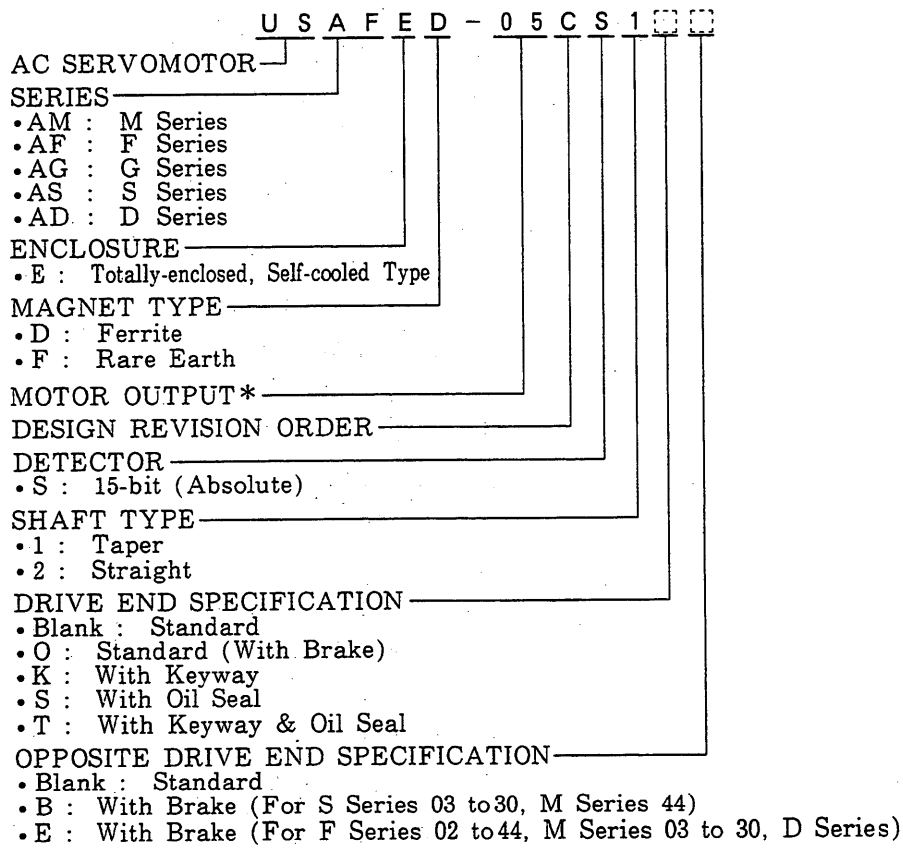 U S A F E D - 0 5 C S 1
AC SERVOMOTOR
SERIES
• AM : M Series
• AF : F Series
• AG : G Series
• AS : S Series
• AD : D Series
ENCLOSURE
• E : Totally-enclosed, Self-cooled Type
MAGNET TYPE
• D : Ferrite
• F : Rare Earth
MOTOR OUTPUT*
DESIGN REVISION ORDER
DETECTOR
• S : 15-bit (Absolute)
SHAFT TYPE
• 1 : Taper
• 2 : Straight
DRIVE END SPECIFICATION
• Blank : Standard
• O : Standard (With Brake)
• K : With Keyway
• S : With Oil Seal
• T : With Keyway & Oil Seal
OPPOSITE DRIVE END SPECIFICATION
• Blank : Standard
• B : With Brake (For S Series 03 to 30, M Series 44)
• E : With Brake (For F Series 02 to 44, M Series 03 to 30, D Series)